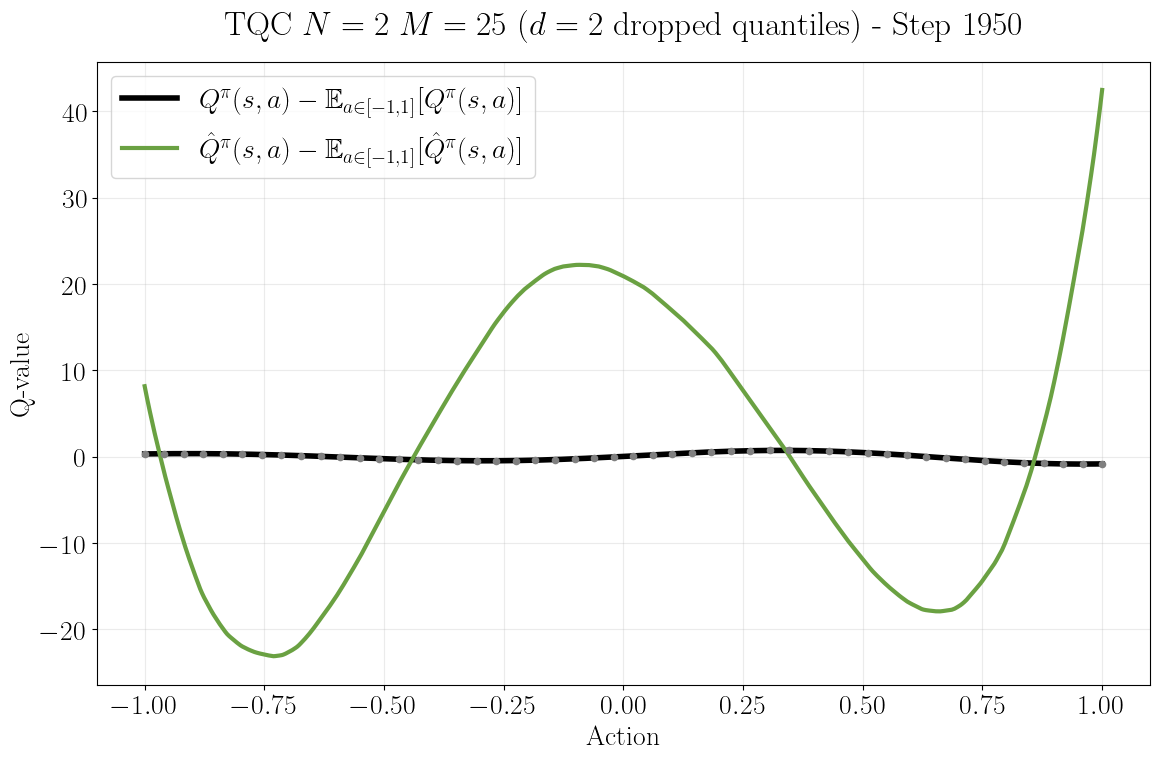 TQC N = 2 M = 25 (d = 2 dropped quantiles) - Step 1950
Q^π(s, a) − 𝔼_{a∈[−1,1]}[Q^π(s, a)]
Q̂^π(s, a) − 𝔼_{a∈[−1,1]}[Q̂^π(s, a)]
40
30
20
10
0
−10
−20
Q-value
−1.00 −0.75 −0.50 −0.25 0.00 0.25 0.50 0.75 1.00
Action